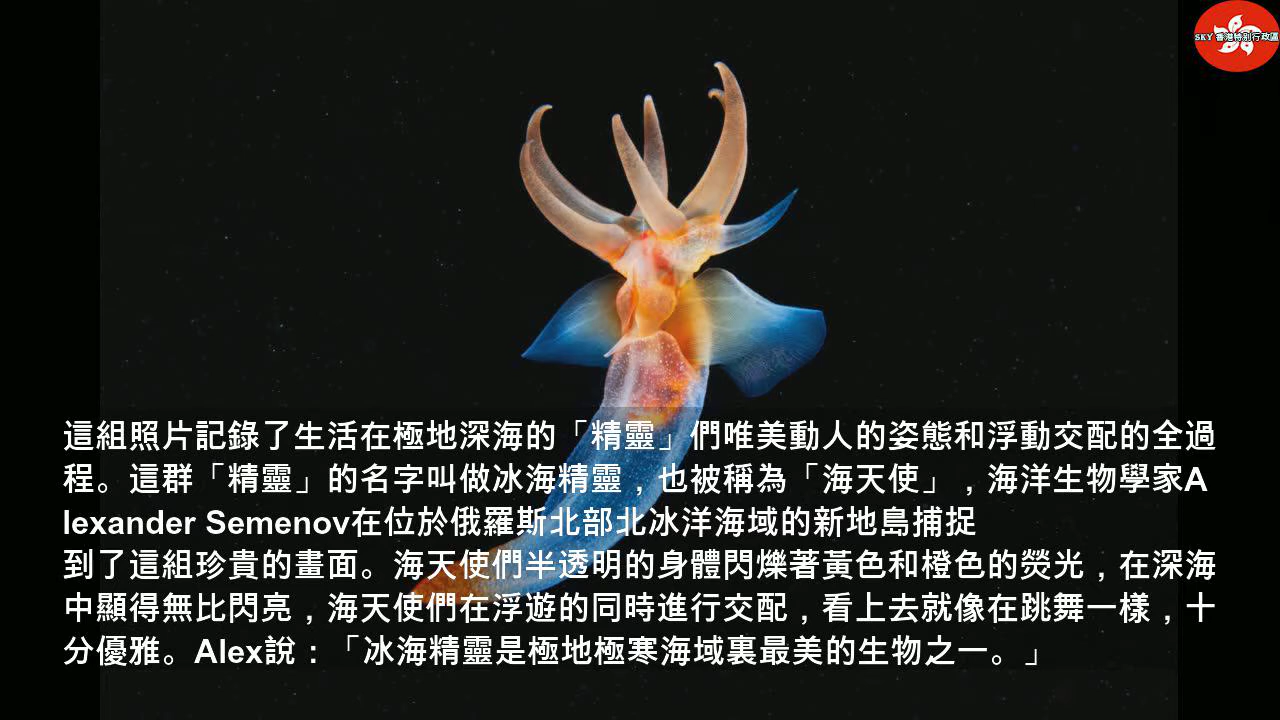 SKY 香港特別行政區
這組照片記錄了生活在極地深海的「精靈」們唯美動人的姿態和浮動交配的全過
程。這群「精靈」的名字叫做冰海精靈，也被稱為「海天使」，海洋生物學家A
lexander Semenov在位於俄羅斯北部北冰洋海域的新地島捕捉
到了這組珍貴的畫面。海天使們半透明的身體閃爍著黃色和橙色的熒光，在深海
中顯得無比閃亮，海天使們在浮遊的同時進行交配，看上去就像在跳舞一樣，十
分優雅。Alex說：「冰海精靈是極地極寒海域裏最美的生物之一。」